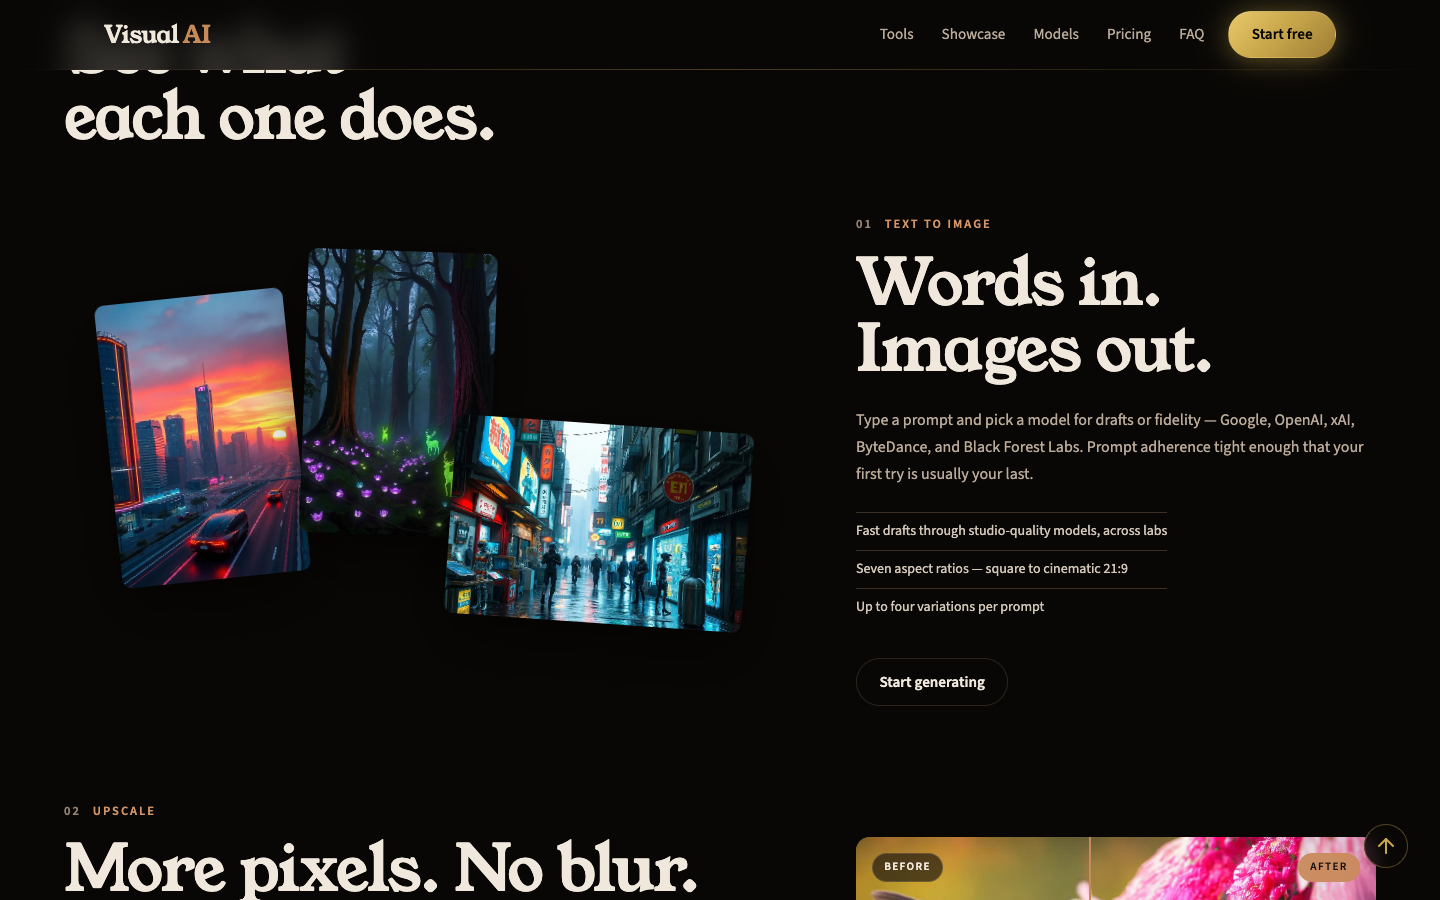 Visual AI
Tools
Showcase
Models
Pricing
FAQ
Start free
See what
each one does.
01 TEXT TO IMAGE
Words in.
Images out.
Type a prompt and pick a model for drafts or fidelity — Google, OpenAI, xAI,
ByteDance, and Black Forest Labs. Prompt adherence tight enough that your
first try is usually your last.
Fast drafts through studio-quality models, across labs
Seven aspect ratios — square to cinematic 21:9
Up to four variations per prompt
Start generating
02 UPSCALE
More pixels. No blur.
BEFORE
AFTER